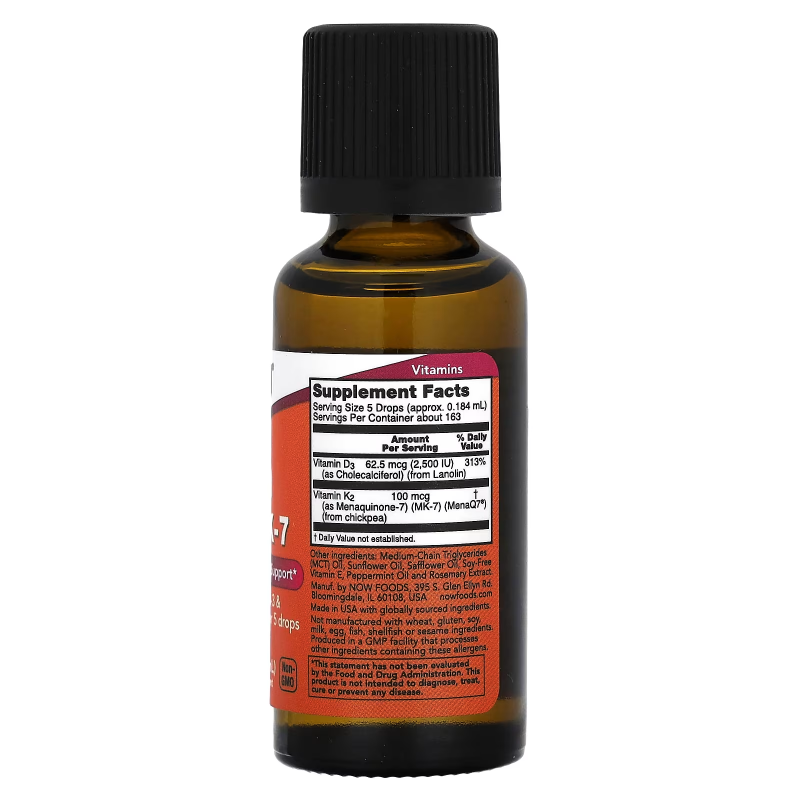 Vitamins
Supplement Facts
Serving Size 5 Drops (approx. 0.184 mL)
Servings Per Container about 163
Amount Per Serving % Daily Value
Vitamin D3 62.5 mcg (2,500 IU) 313%
(as Cholecalciferol) (from Lanolin)
Vitamin K2 100 mcg †
(as Menaquinone-7) (MK-7) (MenaQ7®)
(from chickpea)
† Daily Value not established.
Other ingredients: Medium-Chain Triglycerides
(MCT) Oil, Sunflower Oil, Safflower Oil, Soy-Free
Vitamin E, Peppermint Oil and Rosemary Extract.
Manuf. by NOW FOODS, 395 S. Glen Ellyn Rd.
Bloomingdale, IL 60108, USA nowfoods.com
Made in USA with globally sourced ingredients.
Not manufactured with wheat, gluten, soy,
milk, egg, fish, shellfish or sesame ingredients.
Produced in a GMP facility that processes
other ingredients containing these allergens.
*This statement has not been evaluated
by the Food and Drug Administration. This
product is not intended to diagnose, treat,
cure or prevent any disease.
-7
Support*
-3 &
5 drops
mL)
Non-
GMO